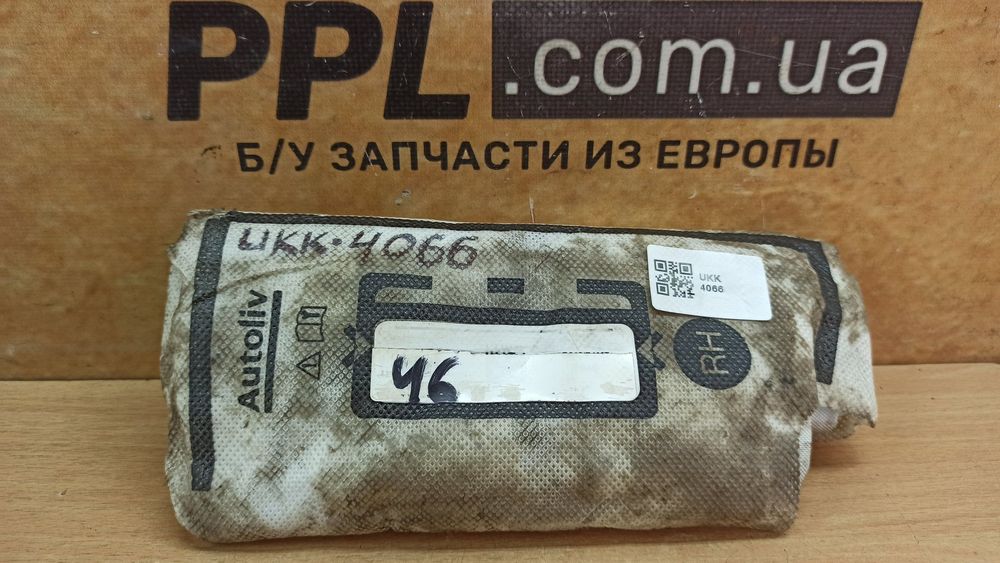 PPL.com.ua
Б/У ЗАПЧАСТИ ИЗ ЕВРОПЫ
UKK-4066
UKK
4066
Autoliv
RH
46